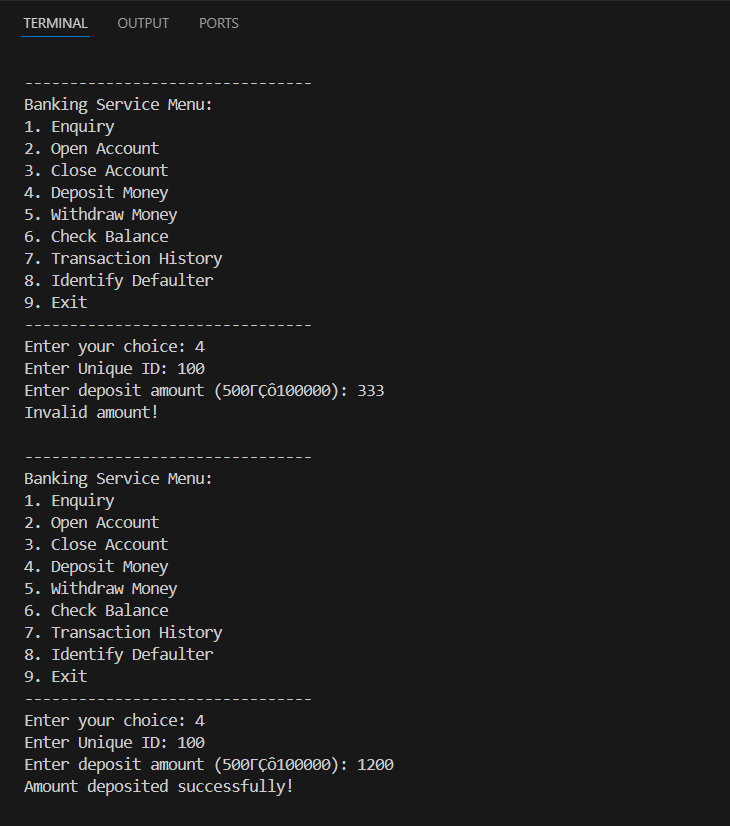 TERMINAL OUTPUT PORTS
--------------------------------
Banking Service Menu:
1. Enquiry
2. Open Account
3. Close Account
4. Deposit Money
5. Withdraw Money
6. Check Balance
7. Transaction History
8. Identify Defaulter
9. Exit
--------------------------------
Enter your choice: 4
Enter Unique ID: 100
Enter deposit amount (500ΓÇô100000): 333
Invalid amount!
--------------------------------
Banking Service Menu:
1. Enquiry
2. Open Account
3. Close Account
4. Deposit Money
5. Withdraw Money
6. Check Balance
7. Transaction History
8. Identify Defaulter
9. Exit
--------------------------------
Enter your choice: 4
Enter Unique ID: 100
Enter deposit amount (500ΓÇô100000): 1200
Amount deposited successfully!